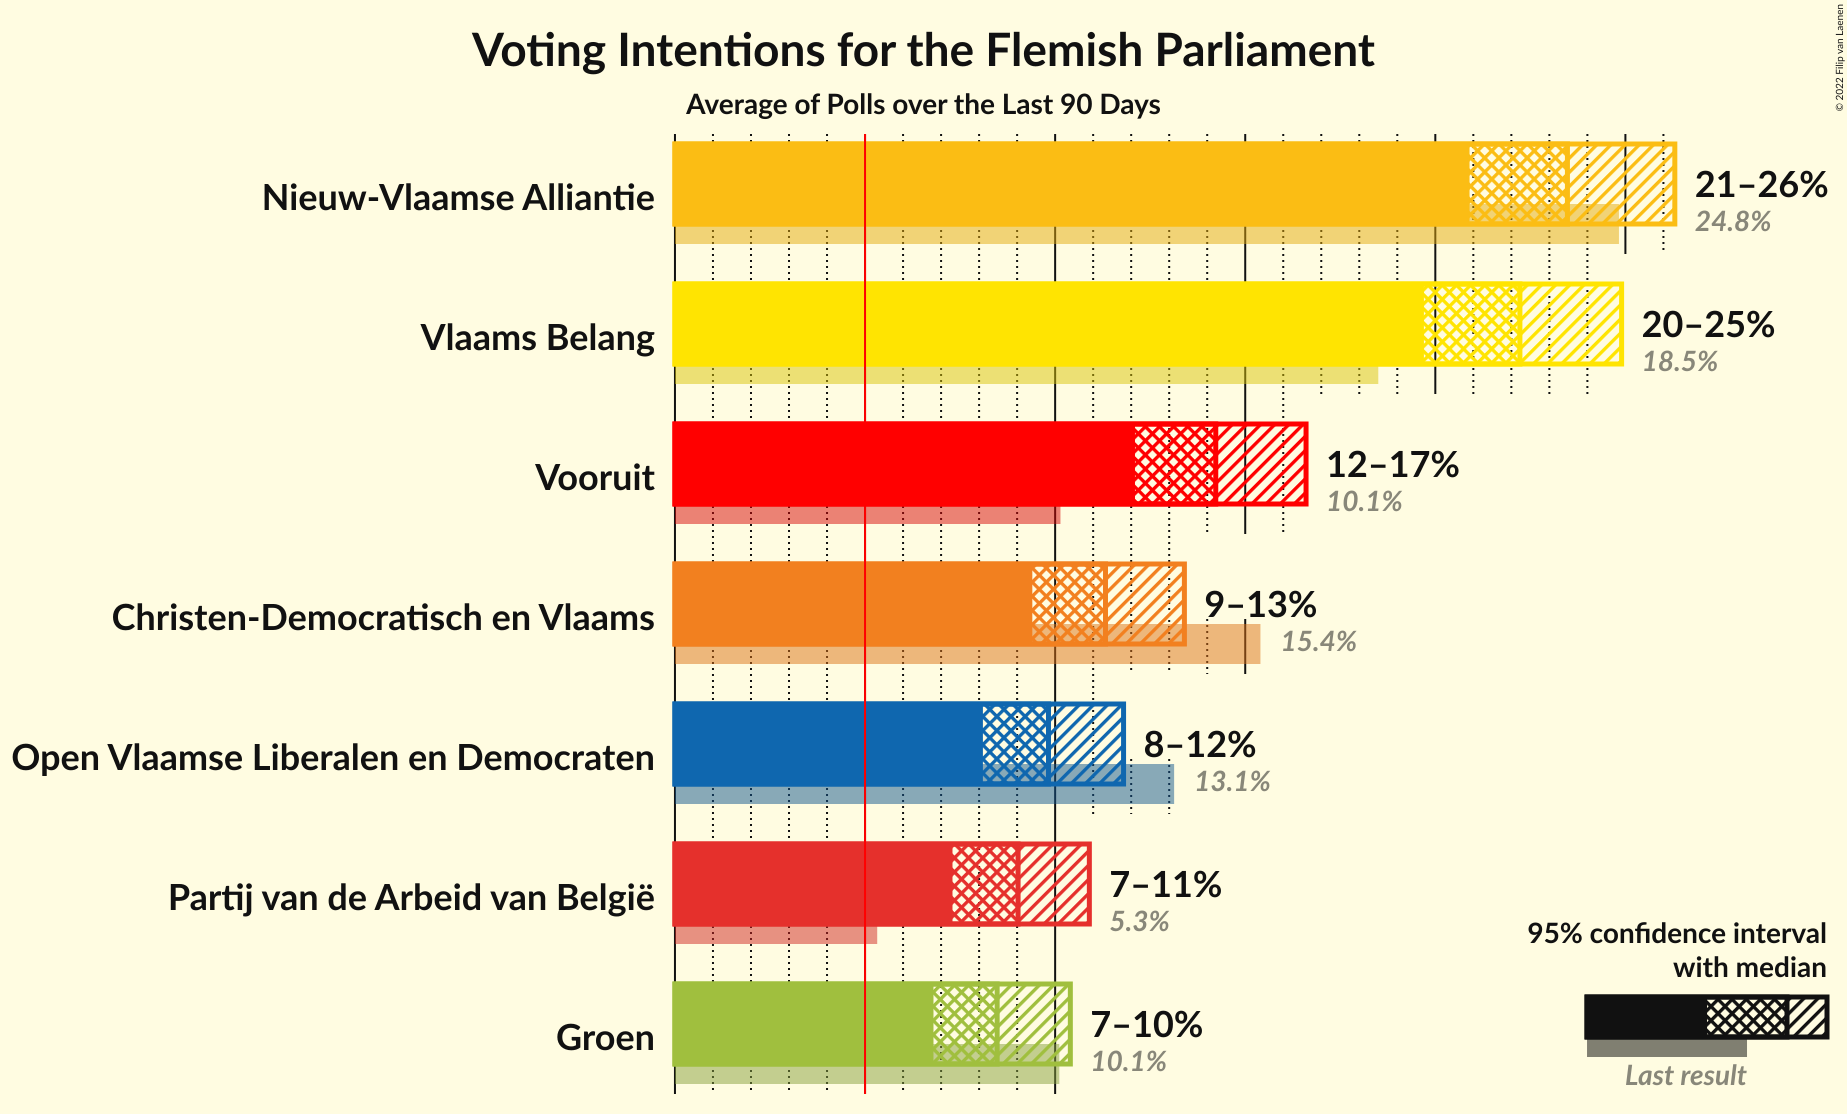 Voting Intentions for the Flemish Parliament
Average of Polls over the Last 90 Days
© 2022 Filip van Laenen
Nieuw-Vlaamse Alliantie
21–26%
24.8%
Vlaams Belang
20–25%
18.5%
Vooruit
12–17%
10.1%
Christen-Democratisch en Vlaams
9–13%
15.4%
Open Vlaamse Liberalen en Democraten
8–12%
13.1%
Partij van de Arbeid van België
7–11%
5.3%
Groen
7–10%
10.1%
95% confidence interval
with median
Last result